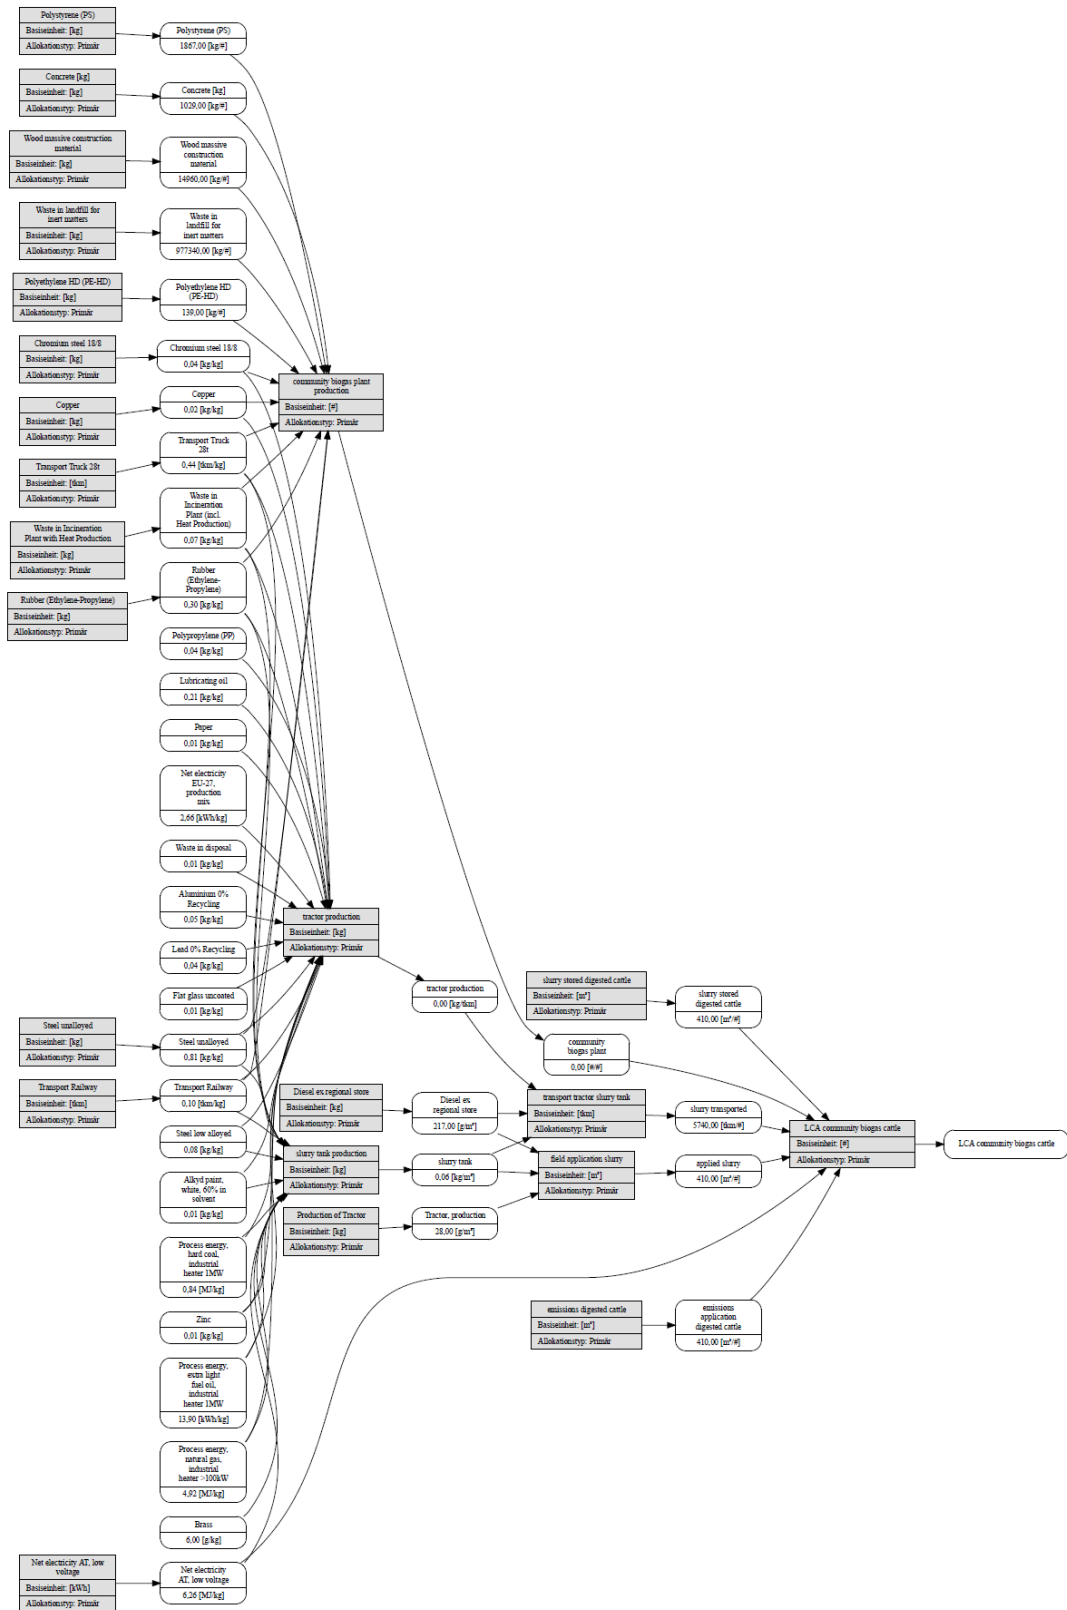 Polystyrene (PS)
Basiseinheit: [kg]
Allokationstyp: Primär
Polystyrene (PS)
1867,00 [kg/#]
Concrete [kg]
Basiseinheit: [kg]
Allokationstyp: Primär
Concrete [kg]
1029,00 [kg/#]
Wood massive construction
material
Basiseinheit: [kg]
Allokationstyp: Primär
Wood massive
construction
material
14960,00 [kg/#]
Waste in landfill for
inert matters
Basiseinheit: [kg]
Allokationstyp: Primär
Waste in
landfill for
inert matters
977340,00 [kg/#]
Polyethylene HD (PE-HD)
Basiseinheit: [kg]
Allokationstyp: Primär
Polyethylene HD
(PE-HD)
139,00 [kg/#]
Chromium steel 18/8
Basiseinheit: [kg]
Allokationstyp: Primär
Chromium steel 18/8
0,04 [kg/kg]
community biogas plant
production
Basiseinheit: [#]
Allokationstyp: Primär
Copper
Basiseinheit: [kg]
Allokationstyp: Primär
Copper
0,02 [kg/kg]
Transport Truck 28t
Basiseinheit: [tkm]
Allokationstyp: Primär
Transport Truck
28t
0,44 [tkm/kg]
Waste in Incineration
Plant with Heat Production
Basiseinheit: [kg]
Allokationstyp: Primär
Waste in
Incineration
Plant (incl.
Heat Production)
0,07 [kg/kg]
Rubber (Ethylene-Propylene)
Basiseinheit: [kg]
Allokationstyp: Primär
Rubber
(Ethylene-
Propylene)
0,30 [kg/kg]
Polypropylene (PP)
0,04 [kg/kg]
Lubricating oil
0,21 [kg/kg]
Paper
0,01 [kg/kg]
Net electricity
EU-27,
production
mix
2,66 [kWh/kg]
Waste in disposal
0,01 [kg/kg]
Aluminium 0%
Recycling
0,05 [kg/kg]
tractor production
Basiseinheit: [kg]
Allokationstyp: Primär
Lead 0% Recycling
0,04 [kg/kg]
Flat glass uncoated
0,01 [kg/kg]
tractor production
0,00 [kg/tkm]
slurry stored digested cattle
Basiseinheit: [m³]
Allokationstyp: Primär
slurry stored
digested cattle
410,00 [m³/#]
Steel unalloyed
Basiseinheit: [kg]
Allokationstyp: Primär
Steel unalloyed
0,81 [kg/kg]
community
biogas plant
0,00 [#/#]
Transport Railway
Basiseinheit: [tkm]
Allokationstyp: Primär
Transport Railway
0,10 [tkm/kg]
Diesel ex regional store
Basiseinheit: [kg]
Allokationstyp: Primär
Diesel ex
regional store
217,00 [g/m³]
transport tractor slurry tank
Basiseinheit: [tkm]
Allokationstyp: Primär
slurry transported
5740,00 [tkm/#]
LCA community biogas cattle
Basiseinheit: [#]
Allokationstyp: Primär
LCA community biogas cattle
Steel low alloyed
0,08 [kg/kg]
slurry tank production
Basiseinheit: [kg]
Allokationstyp: Primär
slurry tank
0,06 [kg/m³]
field application slurry
Basiseinheit: [m³]
Allokationstyp: Primär
applied slurry
410,00 [m³/#]
Alkyd paint,
white, 60% in
solvent
0,01 [kg/kg]
Production of Tractor
Basiseinheit: [kg]
Allokationstyp: Primär
Tractor, production
28,00 [g/m³]
Process energy,
hard coal,
industrial
heater 1MW
0,84 [MJ/kg]
Zinc
0,01 [kg/kg]
emissions digested cattle
Basiseinheit: [m³]
Allokationstyp: Primär
emissions
application
digested cattle
410,00 [m³/#]
Process energy,
extra light
fuel oil,
industrial
heater 1MW
13,90 [kWh/kg]
Process energy,
natural gas,
industrial
heater >100kW
4,92 [MJ/kg]
Brass
6,00 [g/kg]
Net electricity AT, low
voltage
Basiseinheit: [kWh]
Allokationstyp: Primär
Net electricity
AT, low voltage
6,26 [MJ/kg]